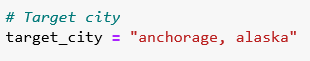 # Target city
target_city = "anchorage, alaska"